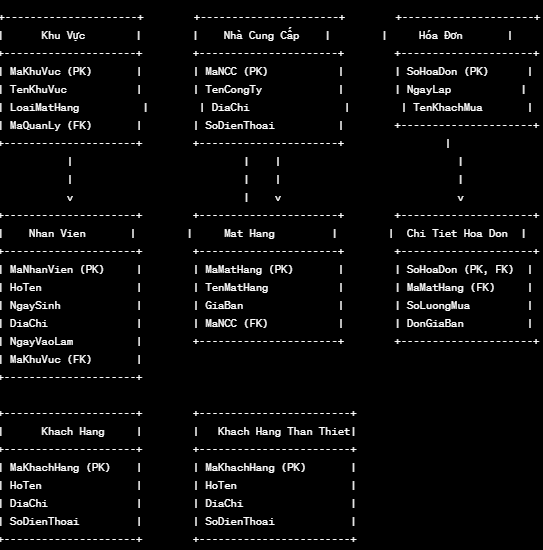 Khu Vực
MaKhuVuc (PK)
TenKhuVuc
LoaiMatHang
MaQuanLy (FK)
Nhà Cung Cấp
MaNCC (PK)
TenCongTy
DiaChi
SoDienThoai
Hóa Đơn
SoHoaDon (PK)
NgayLap
TenKhachMua
Nhan Vien
MaNhanVien (PK)
HoTen
NgaySinh
DiaChi
NgayVaoLam
MaKhuVuc (FK)
Mat Hang
MaMatHang (PK)
TenMatHang
GiaBan
MaNCC (FK)
Chi Tiet Hoa Don
SoHoaDon (PK, FK)
MaMatHang (FK)
SoLuongMua
DonGiaBan
Khach Hang
MaKhachHang (PK)
HoTen
DiaChi
SoDienThoai
Khach Hang Than Thiet
MaKhachHang (PK)
HoTen
DiaChi
SoDienThoai